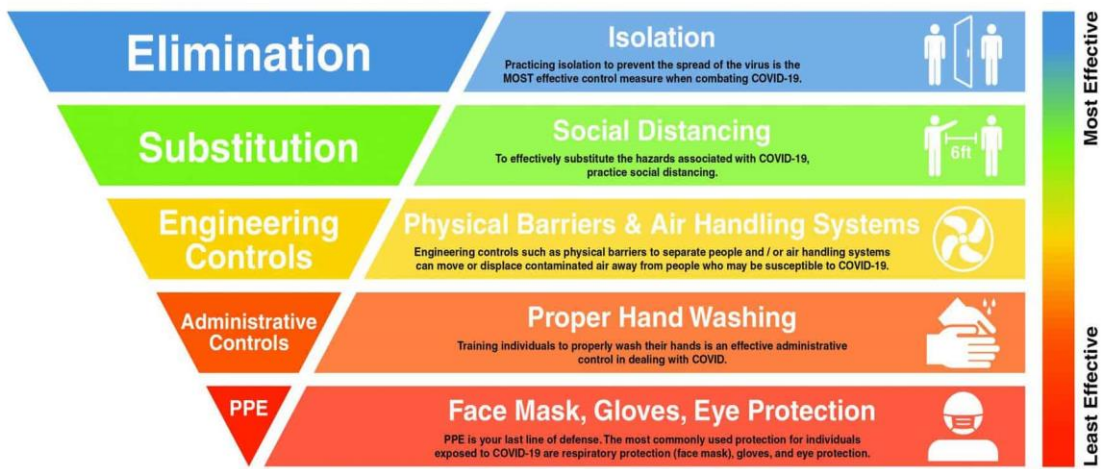 Elimination
Isolation
Practicing isolation to prevent the spread of the virus is the
MOST effective control measure when combating COVID-19.
Substitution
Social Distancing
To effectively substitute the hazards associated with COVID-19,
practice social distancing.
6ft
Engineering
Controls
Physical Barriers & Air Handling Systems
Engineering controls such as physical barriers to separate people and / or air handling systems
can move or displace contaminated air away from people who may be susceptible to COVID-19.
Administrative
Controls
Proper Hand Washing
Training individuals to properly wash their hands is an effective administrative
control in dealing with COVID.
PPE
Face Mask, Gloves, Eye Protection
PPE is your last line of defense. The most commonly used protection for individuals
exposed to COVID-19 are respiratory protection (face mask), gloves, and eye protection.
Most Effective
Least Effective